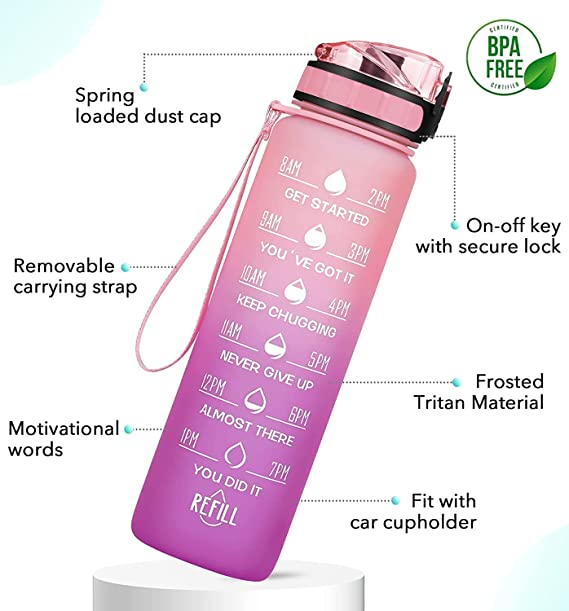 CERTIFIED
BPA
FREE
CERTIFIED
Spring
loaded dust cap
8AM 2PM
GET STARTED
9AM 3PM
YOU'VE GOT IT
10AM 4PM
KEEP CHUGGING
11AM 5PM
NEVER GIVE UP
12PM 6PM
ALMOST THERE
1PM 7PM
YOU DID IT
REFILL
On-off key
with secure lock
Removable
carrying strap
Frosted
Tritan Material
Motivational
words
Fit with
car cupholder